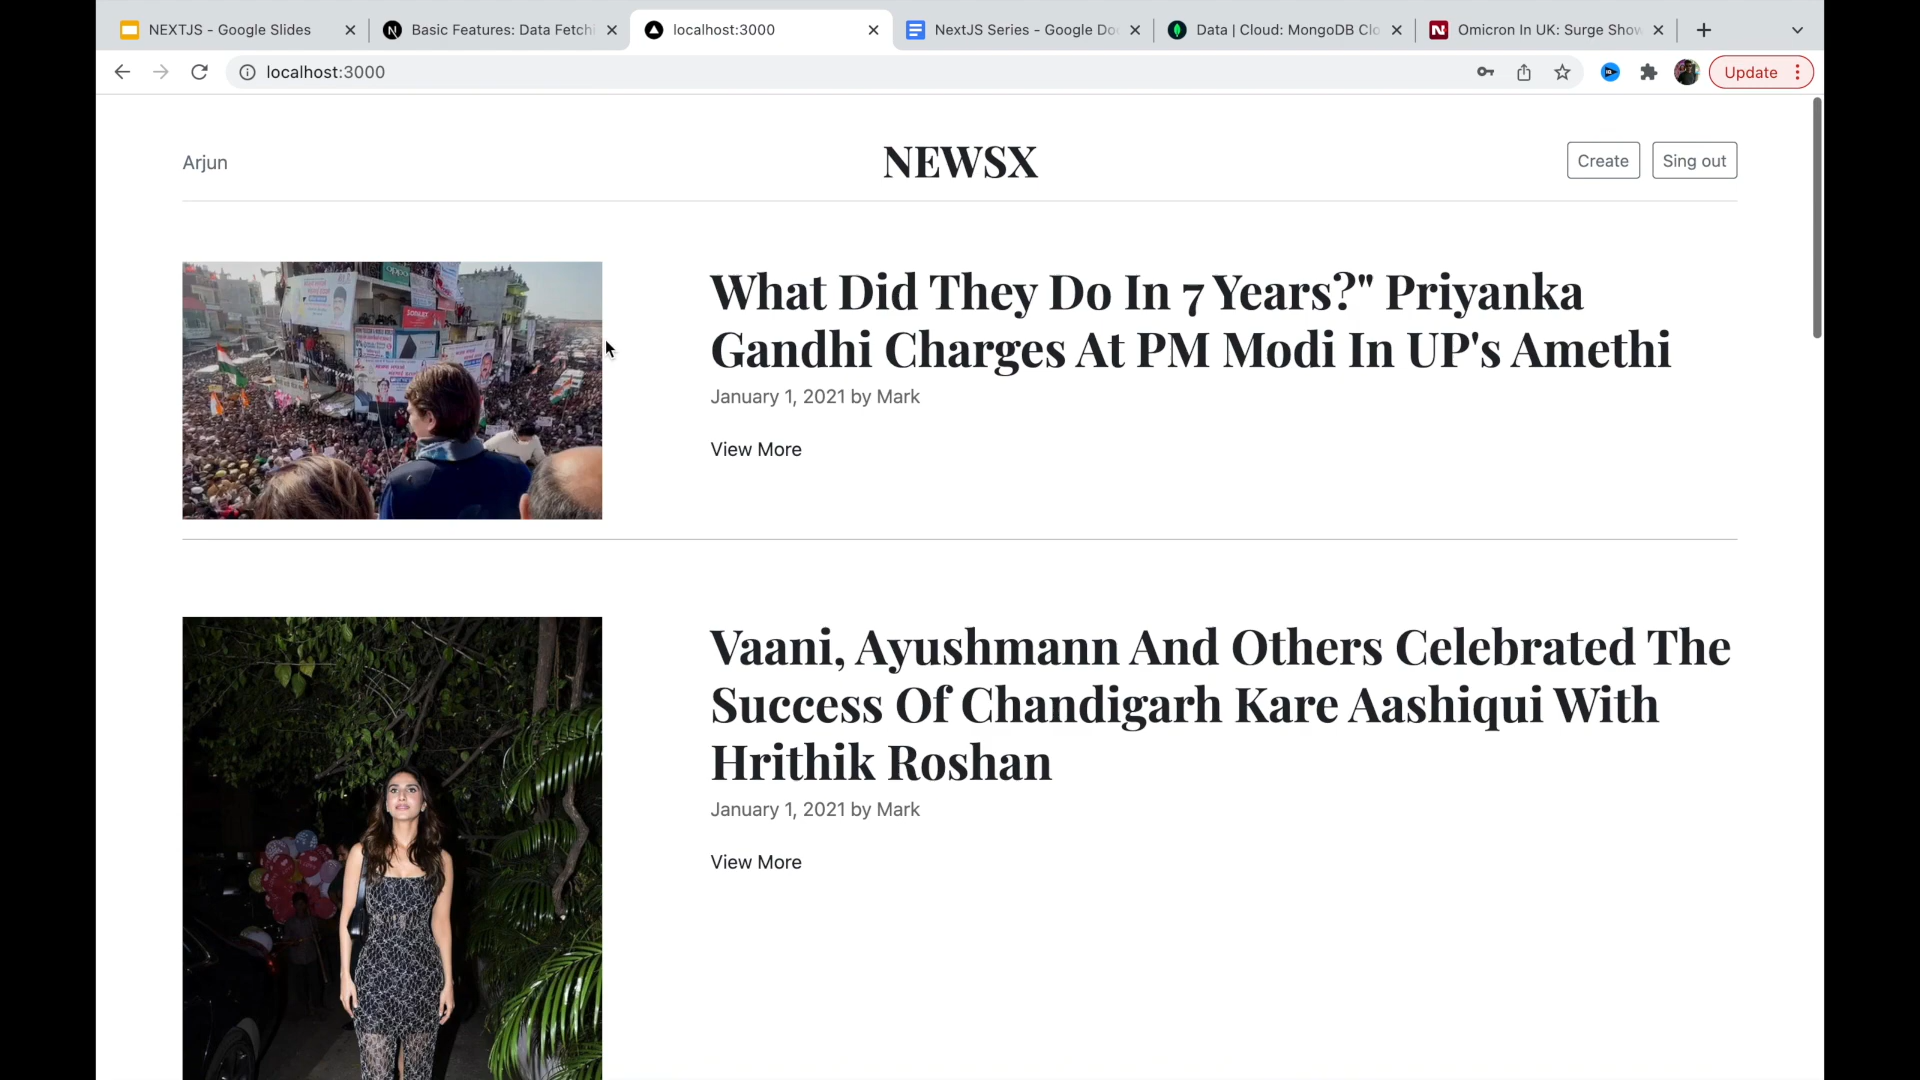 NEXTJS - Google Slides
Basic Features: Data Fetchi
localhost:3000
NextJS Series - Google Do
Data | Cloud: MongoDB Clo
Omicron In UK: Surge Show
localhost:3000
Update
Arjun
NEWSX
Create
Sing out
oppo
What Did They Do In 7 Years?" Priyanka
Gandhi Charges At PM Modi In UP's Amethi
January 1, 2021 by Mark
View More
Vaani, Ayushmann And Others Celebrated The
Success Of Chandigarh Kare Aashiqui With
Hrithik Roshan
January 1, 2021 by Mark
View More